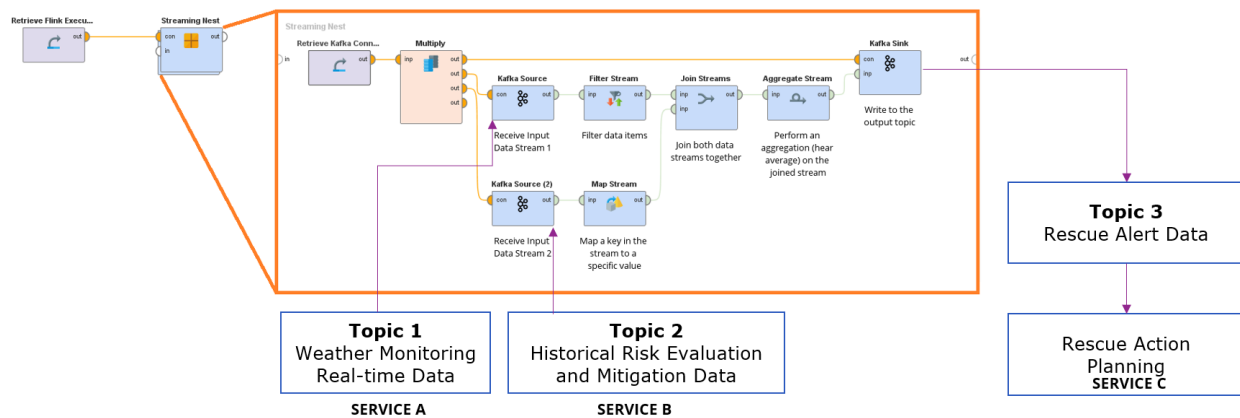 Retrieve Flink Execu...
out
Streaming Nest
con
in
out
Streaming Nest
in
out
Retrieve Kafka Conn...
out
Multiply
inp
out
out
out
out
Kafka Source
con
out
Receive Input
Data Stream 1
Filter Stream
inp
out
Filter data items
Join Streams
inp
inp
out
Join both data
streams together
Aggregate Stream
inp
out
Perform an
aggregation (hear
average) on the
joined stream
Kafka Sink
con
inp
out
Write to the
output topic
Kafka Source (2)
con
out
Receive Input
Data Stream 2
Map Stream
inp
out
Map a key in the
stream to a
specific value
Topic 1
Weather Monitoring
Real-time Data
SERVICE A
Topic 2
Historical Risk Evaluation
and Mitigation Data
SERVICE B
Topic 3
Rescue Alert Data
Rescue Action
Planning
SERVICE C